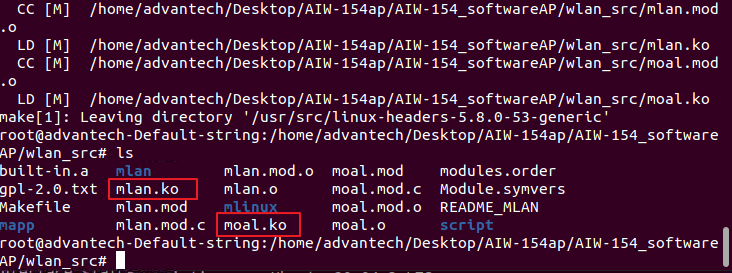 CC [M]  /home/advantech/Desktop/AIW-154ap/AIW-154_softwareAP/wlan_src/mlan.mod
.o
LD [M]  /home/advantech/Desktop/AIW-154ap/AIW-154_softwareAP/wlan_src/mlan.ko
CC [M]  /home/advantech/Desktop/AIW-154ap/AIW-154_softwareAP/wlan_src/moal.mod
.o
LD [M]  /home/advantech/Desktop/AIW-154ap/AIW-154_softwareAP/wlan_src/moal.ko
make[1]: Leaving directory '/usr/src/linux-headers-5.8.0-53-generic'
root@advantech-Default-string:/home/advantech/Desktop/AIW-154ap/AIW-154_software
AP/wlan_src# ls
built-in.a   mlan        mlan.mod.o  moal.mod    modules.order
gpl-2.0.txt  mlan.ko     mlan.o      moal.mod.c  Module.symvers
Makefile     mlan.mod    mlinux      moal.mod.o  README_MLAN
mapp         mlan.mod.c  moal.ko     moal.o      script
root@advantech-Default-string:/home/advantech/Desktop/AIW-154ap/AIW-154_software
AP/wlan_src#